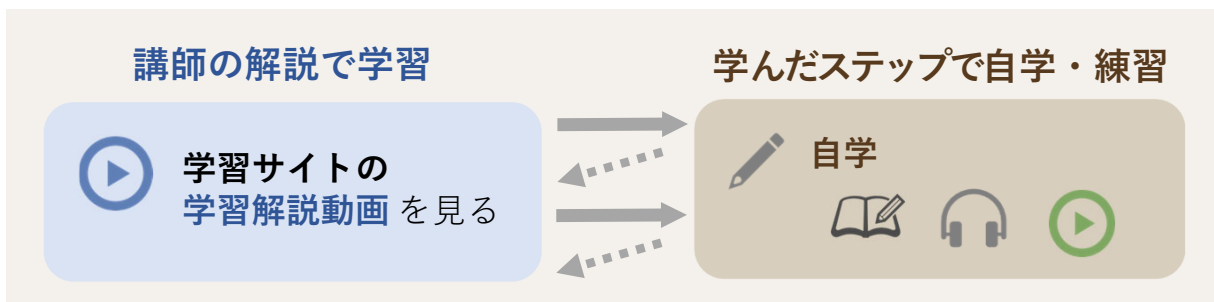 講師の解説で学習
学習サイトの
学習解説動画 を見る
学んだステップで自学・練習
自学